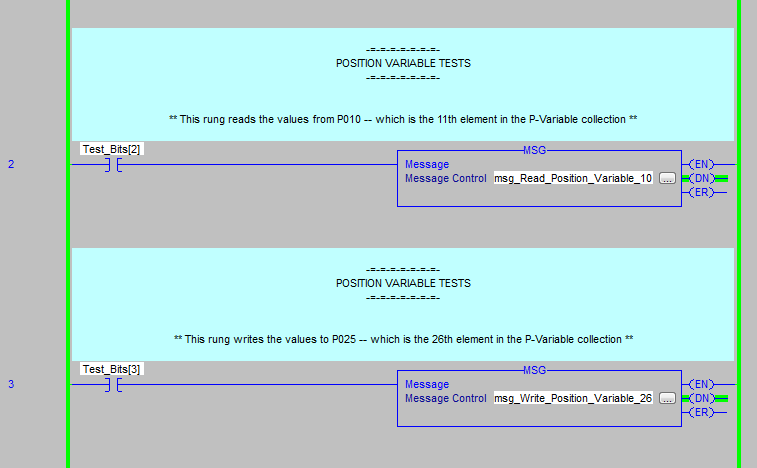 -=-=-=-=-=-=-=-
POSITION VARIABLE TESTS
-=-=-=-=-=-=-=-
** This rung reads the values from P010 -- which is the 11th element in the P-Variable collection **
2
Test_Bits[2]
MSG
Message
Message Control msg_Read_Position_Variable_10 ...
EN
DN
ER
-=-=-=-=-=-=-=-
POSITION VARIABLE TESTS
-=-=-=-=-=-=-=-
** This rung writes the values to P025 -- which is the 26th element in the P-Variable collection **
3
Test_Bits[3]
MSG
Message
Message Control msg_Write_Position_Variable_26 ...
EN
DN
ER